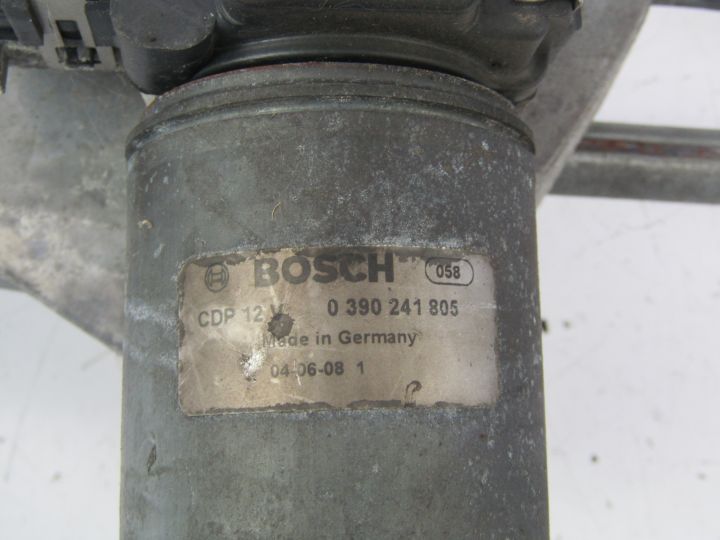 BOSCH 058
CDP 12 V 0 390 241 805
Made in Germany
04-06-08 1